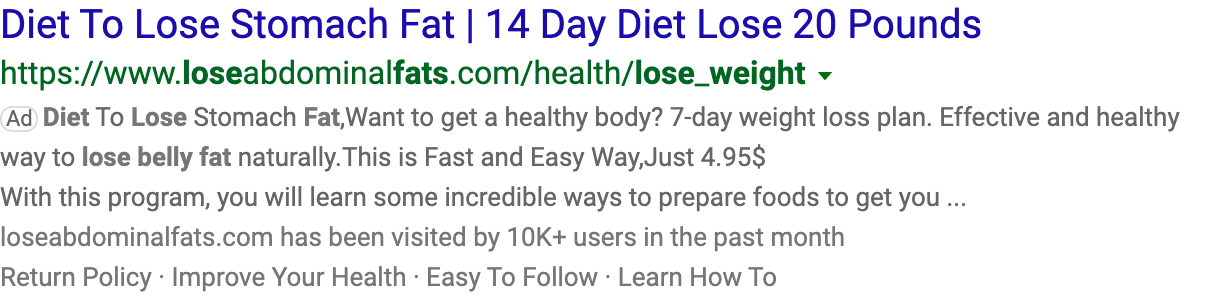 Diet To Lose Stomach Fat | 14 Day Diet Lose 20 Pounds
https://www.loseabdominalfats.com/health/lose_weight
Ad Diet To Lose Stomach Fat,Want to get a healthy body? 7-day weight loss plan. Effective and healthy
way to lose belly fat naturally.This is Fast and Easy Way,Just 4.95$
With this program, you will learn some incredible ways to prepare foods to get you ...
loseabdominalfats.com has been visited by 10K+ users in the past month
Return Policy · Improve Your Health · Easy To Follow · Learn How To